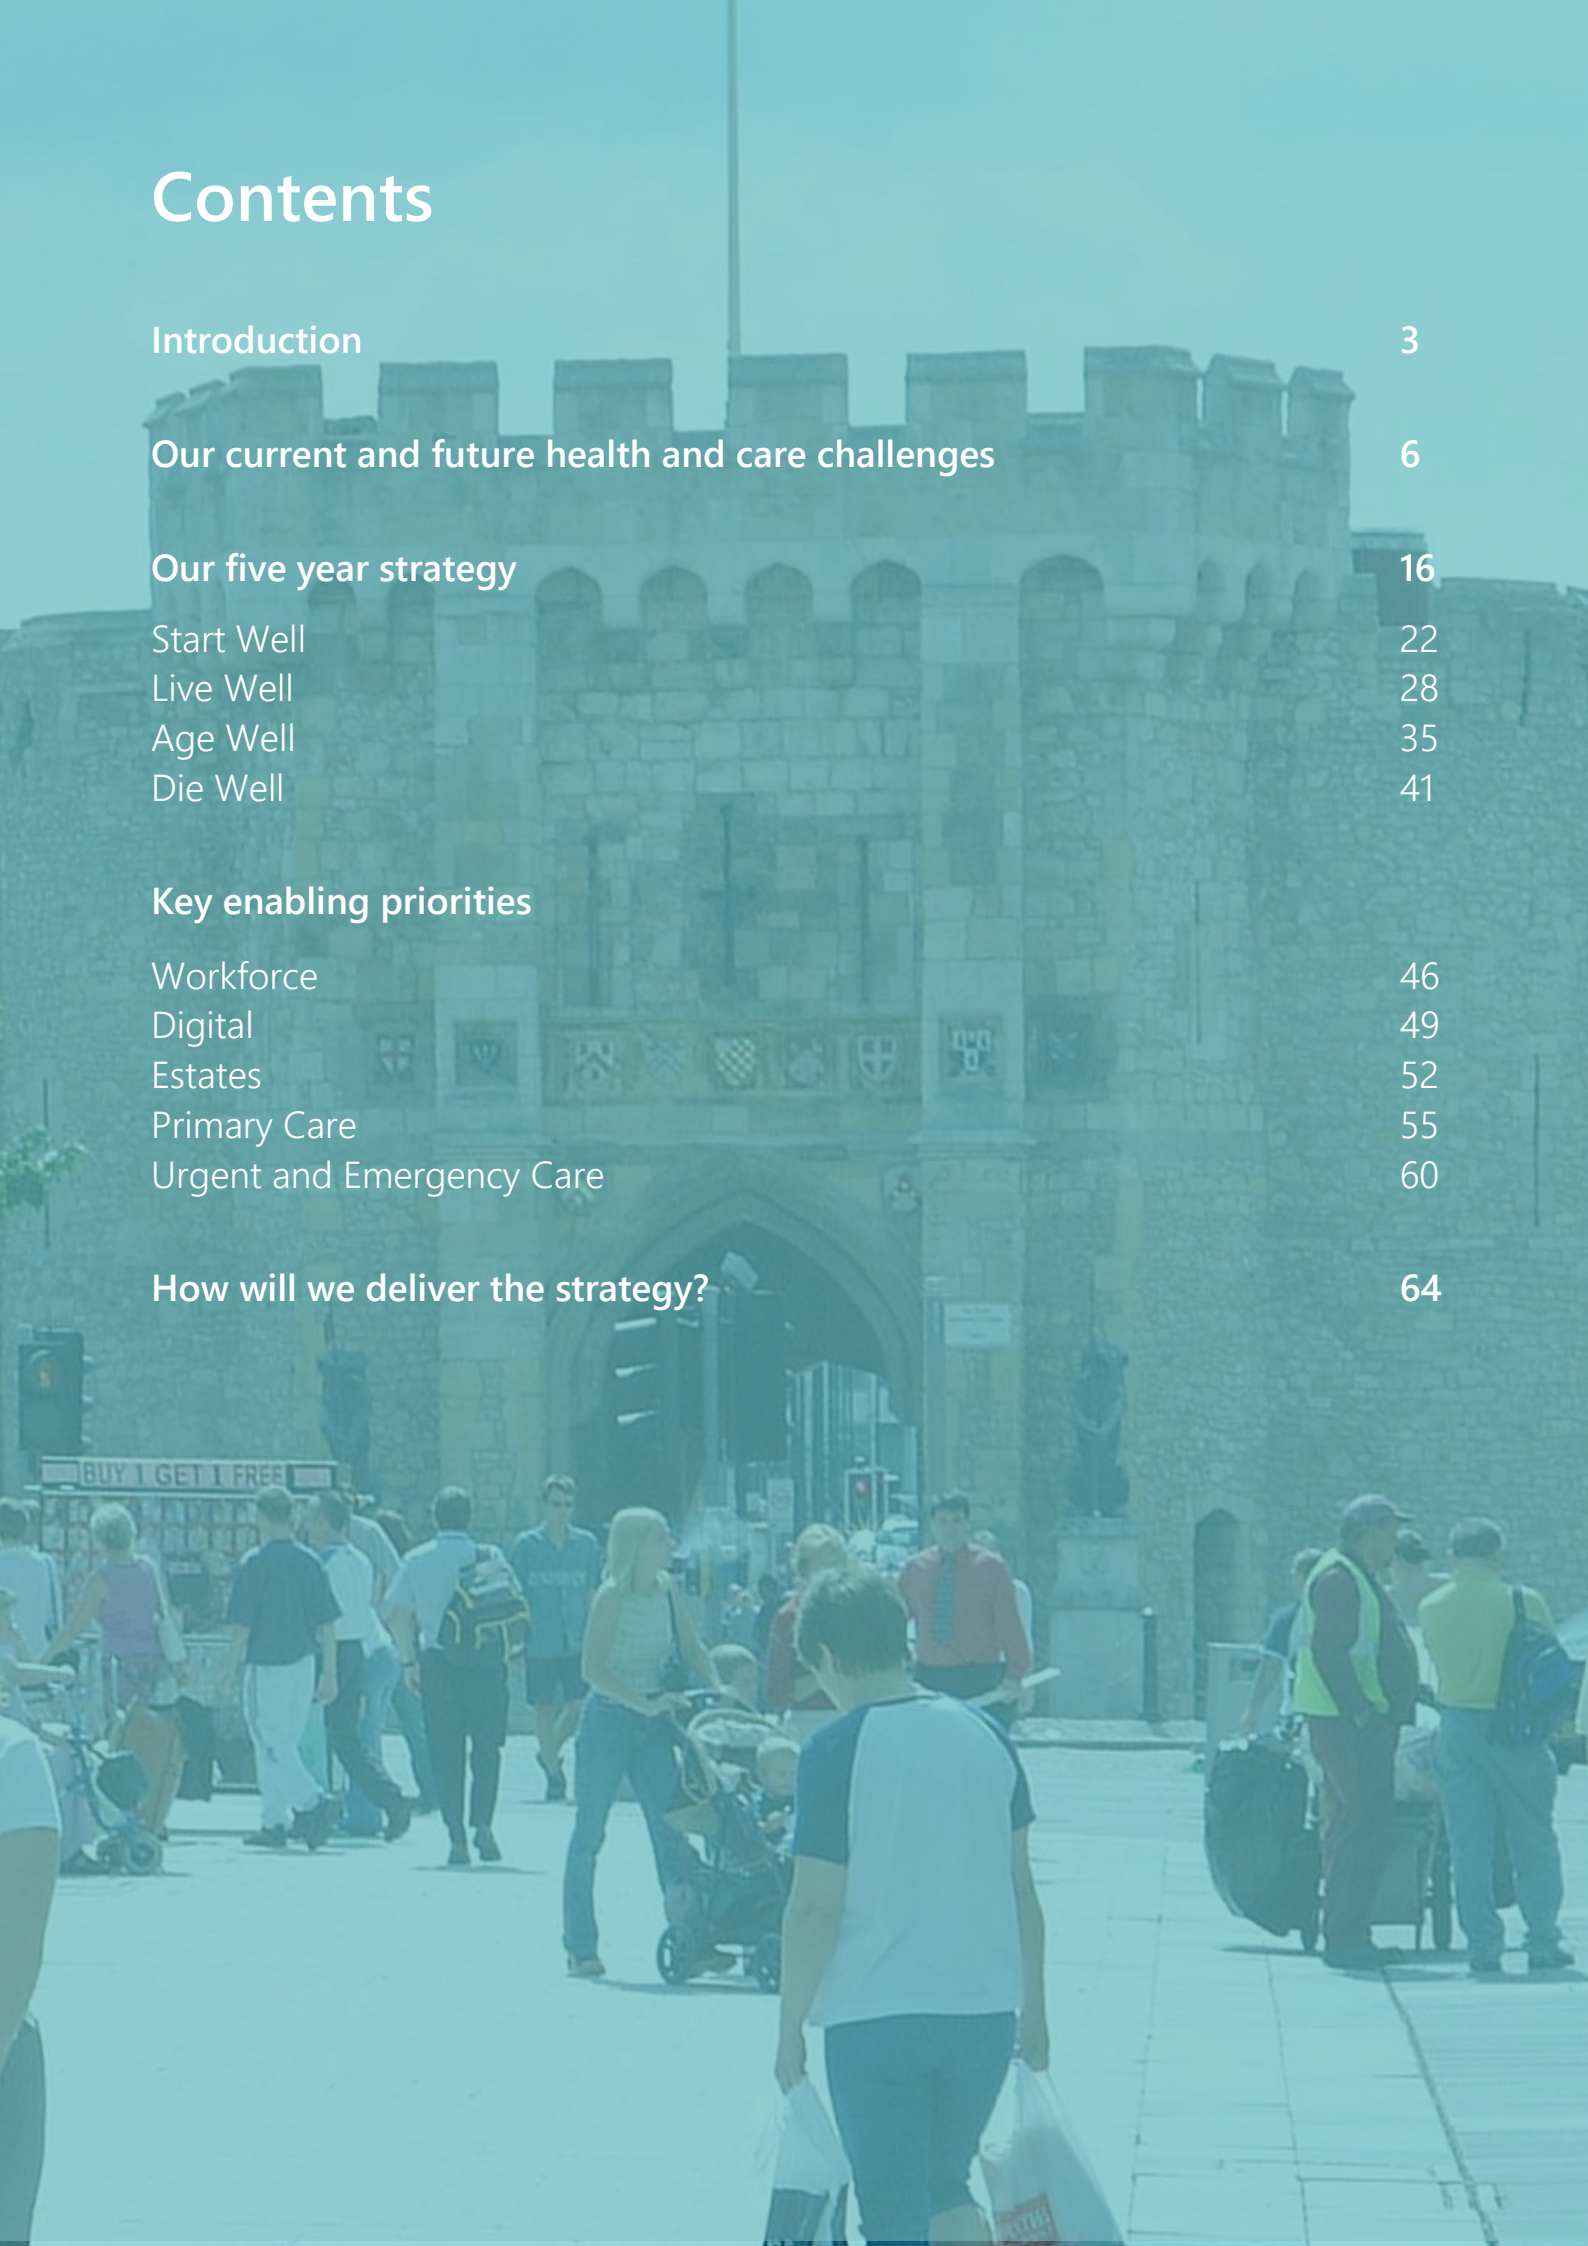 Contents
Introduction 3
Our current and future health and care challenges 6
Our five year strategy 16
Start Well 22
Live Well 28
Age Well 35
Die Well 41
Key enabling priorities
Workforce 46
Digital 49
Estates 52
Primary Care 55
Urgent and Emergency Care 60
How will we deliver the strategy? 64
BUY 1 GET 1 FREE